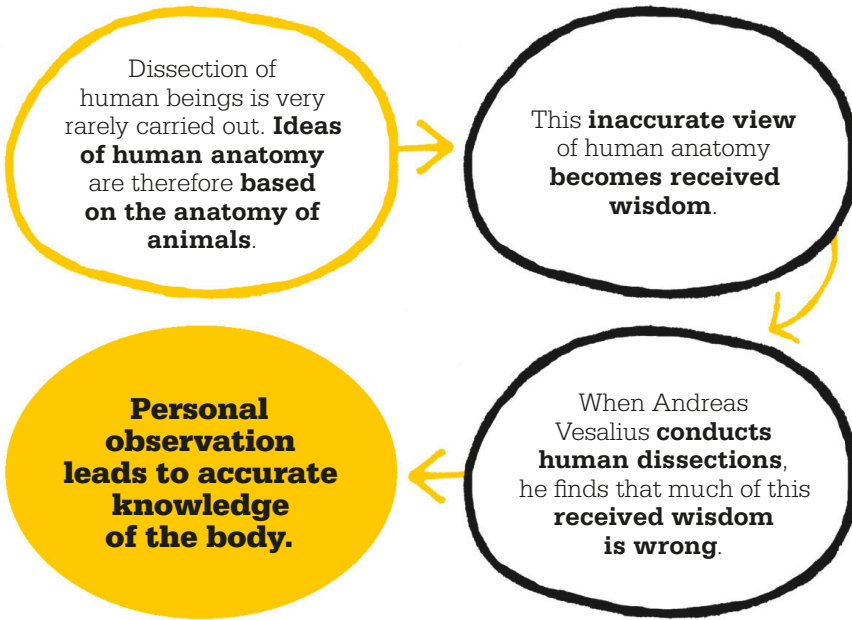 Dissection of
human beings is very
rarely carried out. Ideas
of human anatomy
are therefore based
on the anatomy of
animals.
This inaccurate view
of human anatomy
becomes received
wisdom.
When Andreas
Vesalius conducts
human dissections,
he finds that much of this
received wisdom
is wrong.
Personal
observation
leads to accurate
knowledge
of the body.